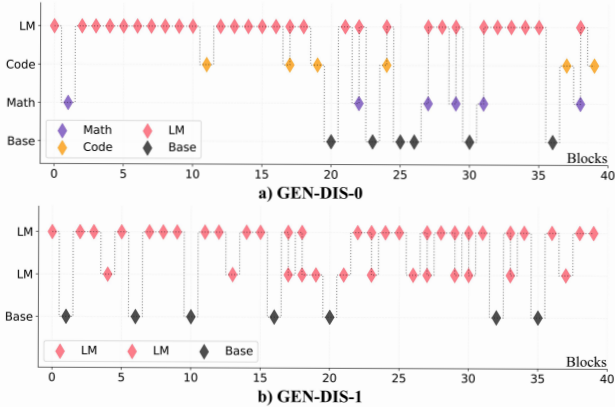 LM
Code
Math
Base
Math LM
Code Base
Blocks
0 5 10 15 20 25 30 35 40
a) GEN-DIS-0
LM
LM
Base
LM LM Base
Blocks
0 5 10 15 20 25 30 35 40
b) GEN-DIS-1